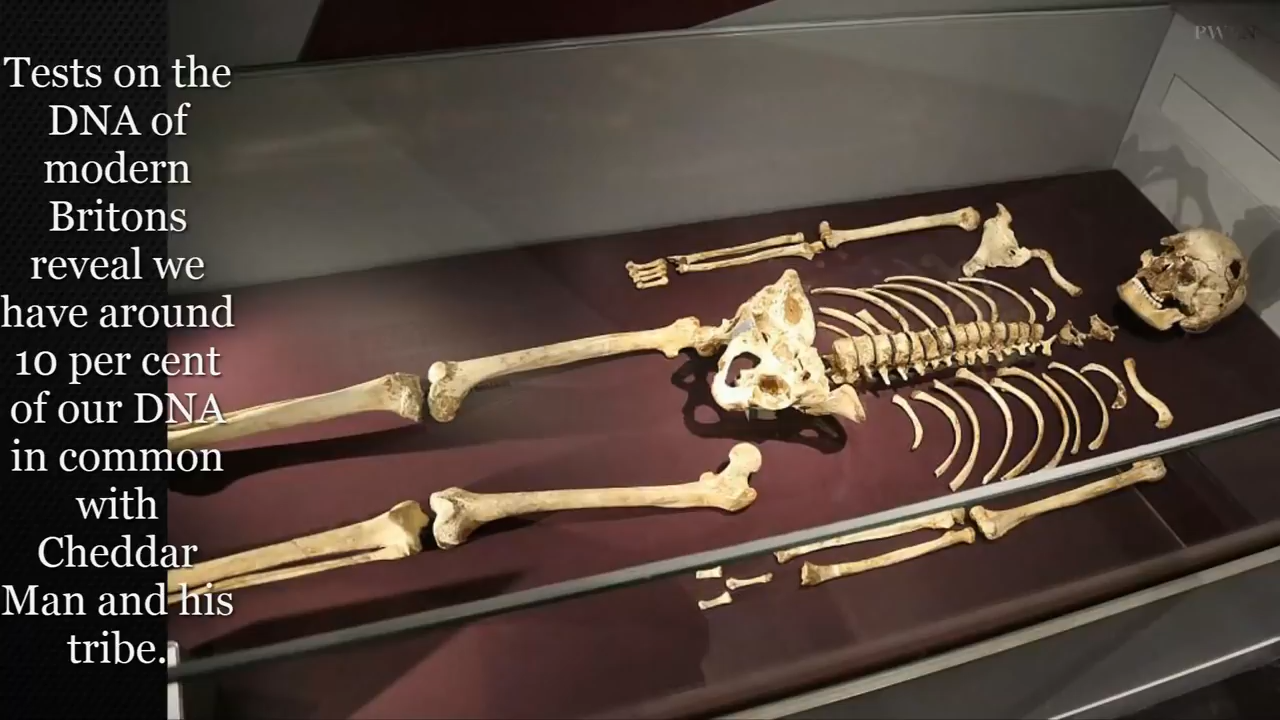 Tests on the
DNA of
modern
Britons
reveal we
have around
10 per cent
of our DNA
in common
with
Cheddar
Man and his
tribe.